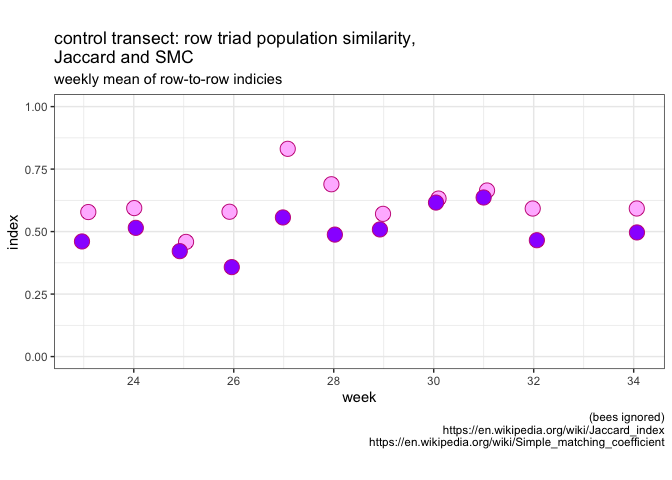 control transect: row triad population similarity,
Jaccard and SMC
weekly mean of row-to-row indicies
1.00
0.75
0.50
0.25
0.00
index
24 26 28 30 32 34
week
(bees ignored)
https://en.wikipedia.org/wiki/Jaccard_index
https://en.wikipedia.org/wiki/Simple_matching_coefficient